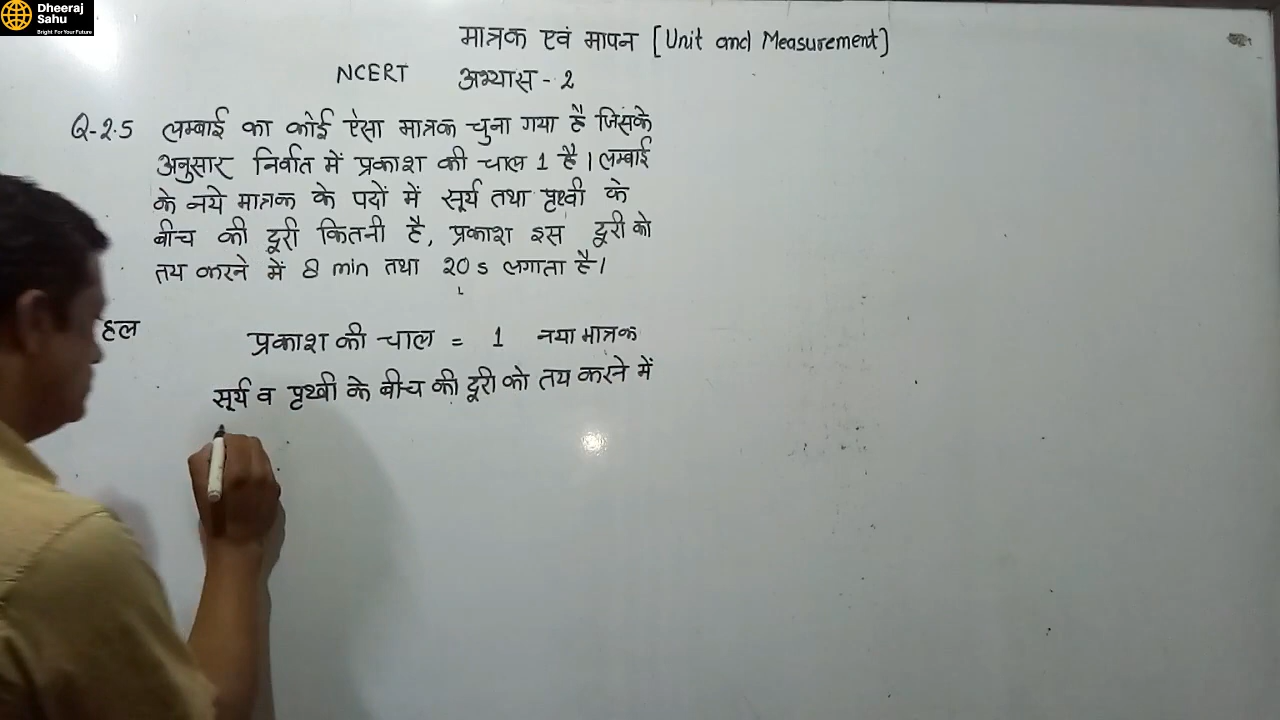 Dheeraj
Sahu
Bright For Your Future
मात्रक एवं मापन [Unit and Measurement]
NCERT अभ्यास - 2
Q-2.5 लम्बाई का कोई ऐसा मात्रक चुना गया है जिसके
अनुसार निर्वात में प्रकाश की चाल 1 है। लम्बाई
के नये मात्रक के पदों में सूर्य तथा पृथ्वी के
बीच की दूरी कितनी है, प्रकाश इस दूरी को
तय करने में 8 min तथा 20 s लगाता है।
हल प्रकाश की चाल = 1 नया मात्रक
सूर्य व पृथ्वी के बीच की दूरी को तय करने में